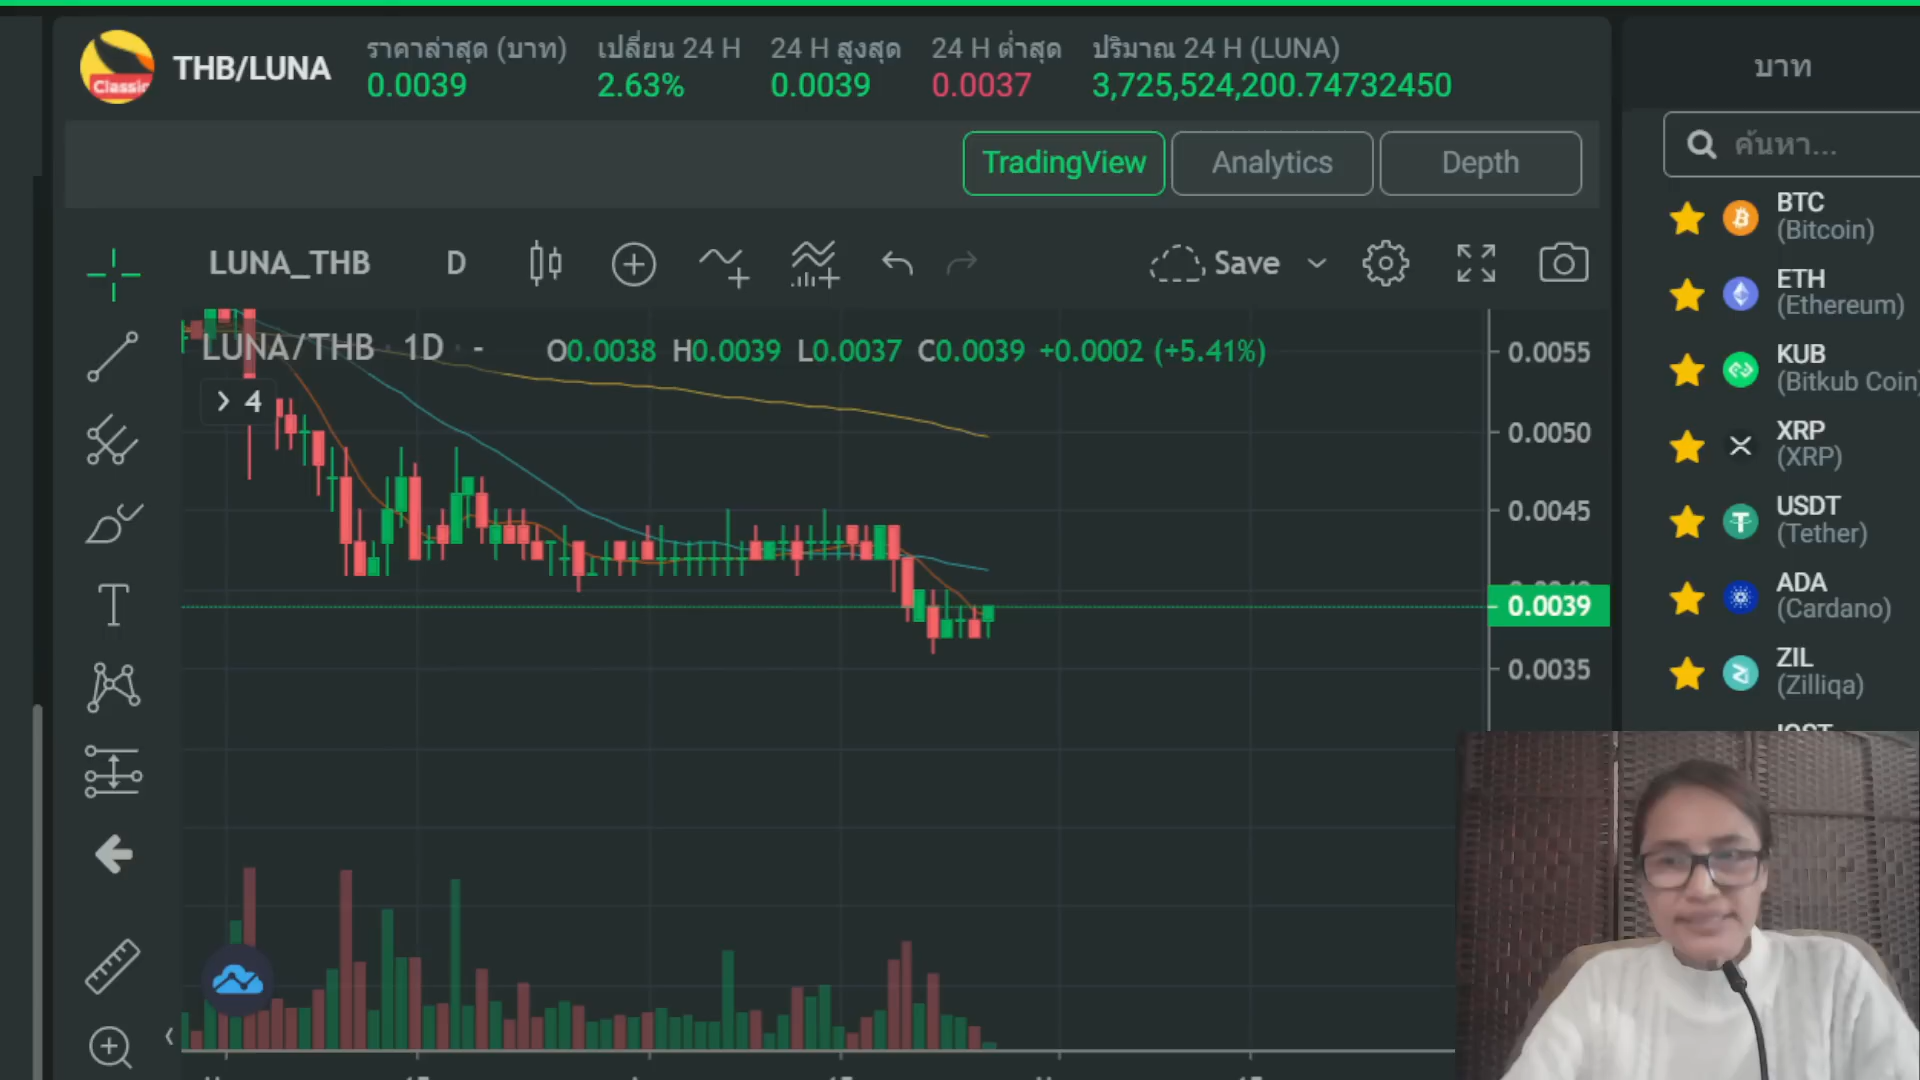 Classic
THB/LUNA
ราคาล่าสุด (บาท)
0.0039
เปลี่ยน 24 H
2.63%
24 H สูงสุด
0.0039
24 H ต่ำสุด
0.0037
ปริมาณ 24 H (LUNA)
3,725,524,200.74732450
TradingView
Analytics
Depth
LUNA_THB
D
Save
LUNA/THB · 1D · -
O0.0038 H0.0039 L0.0037 C0.0039 +0.0002 (+5.41%)
4
0.0055
0.0050
0.0045
0.0039
0.0035
บาท
ค้นหา...
BTC
(Bitcoin)
ETH
(Ethereum)
KUB
(Bitkub Coin
XRP
(XRP)
USDT
(Tether)
ADA
(Cardano)
ZIL
(Zilliqa)